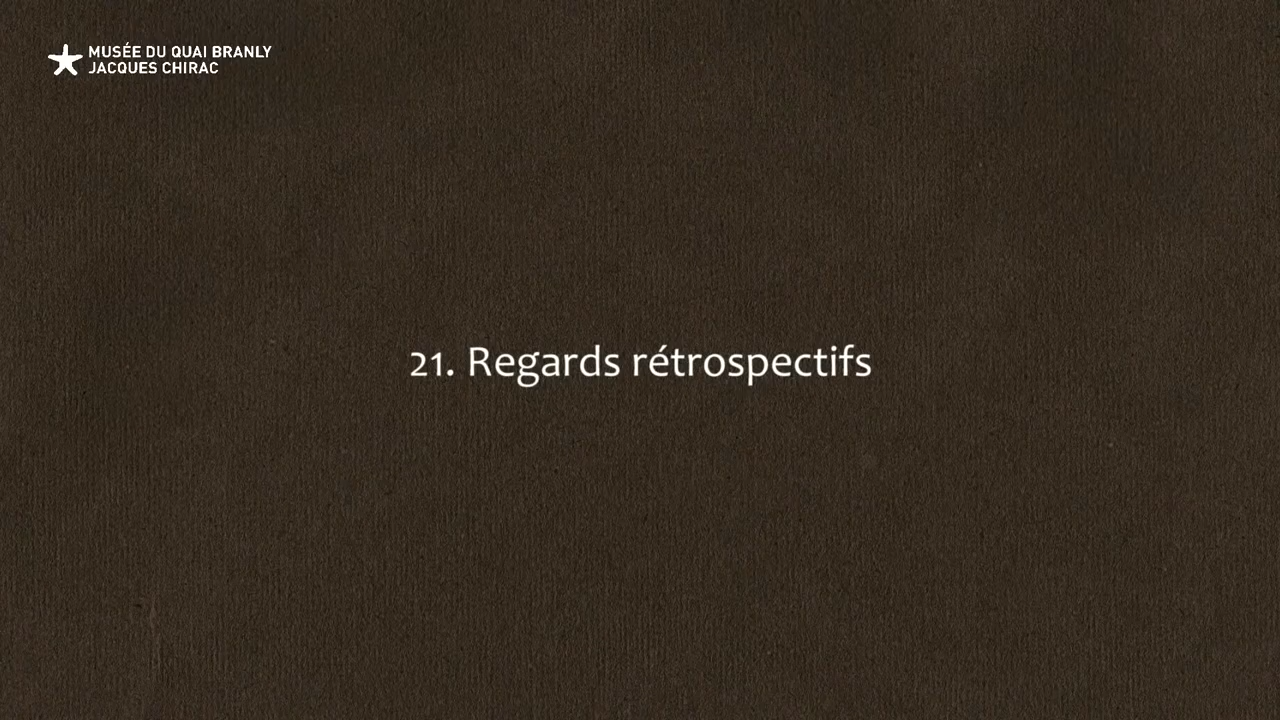 MUSÉE DU QUAI BRANLY
JACQUES CHIRAC
21. Regards rétrospectifs